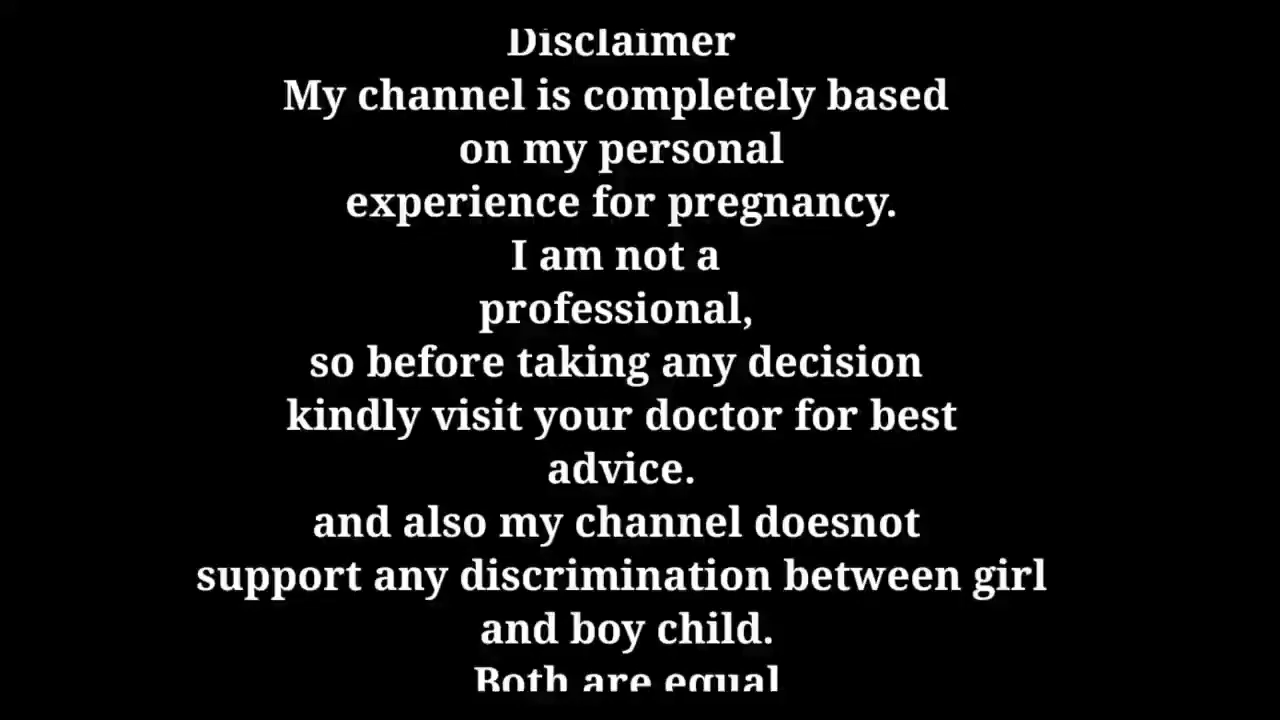 Disclaimer
My channel is completely based
on my personal
experience for pregnancy.
I am not a
professional,
so before taking any decision
kindly visit your doctor for best
advice.
and also my channel doesnot
support any discrimination between girl
and boy child.
Both are equal